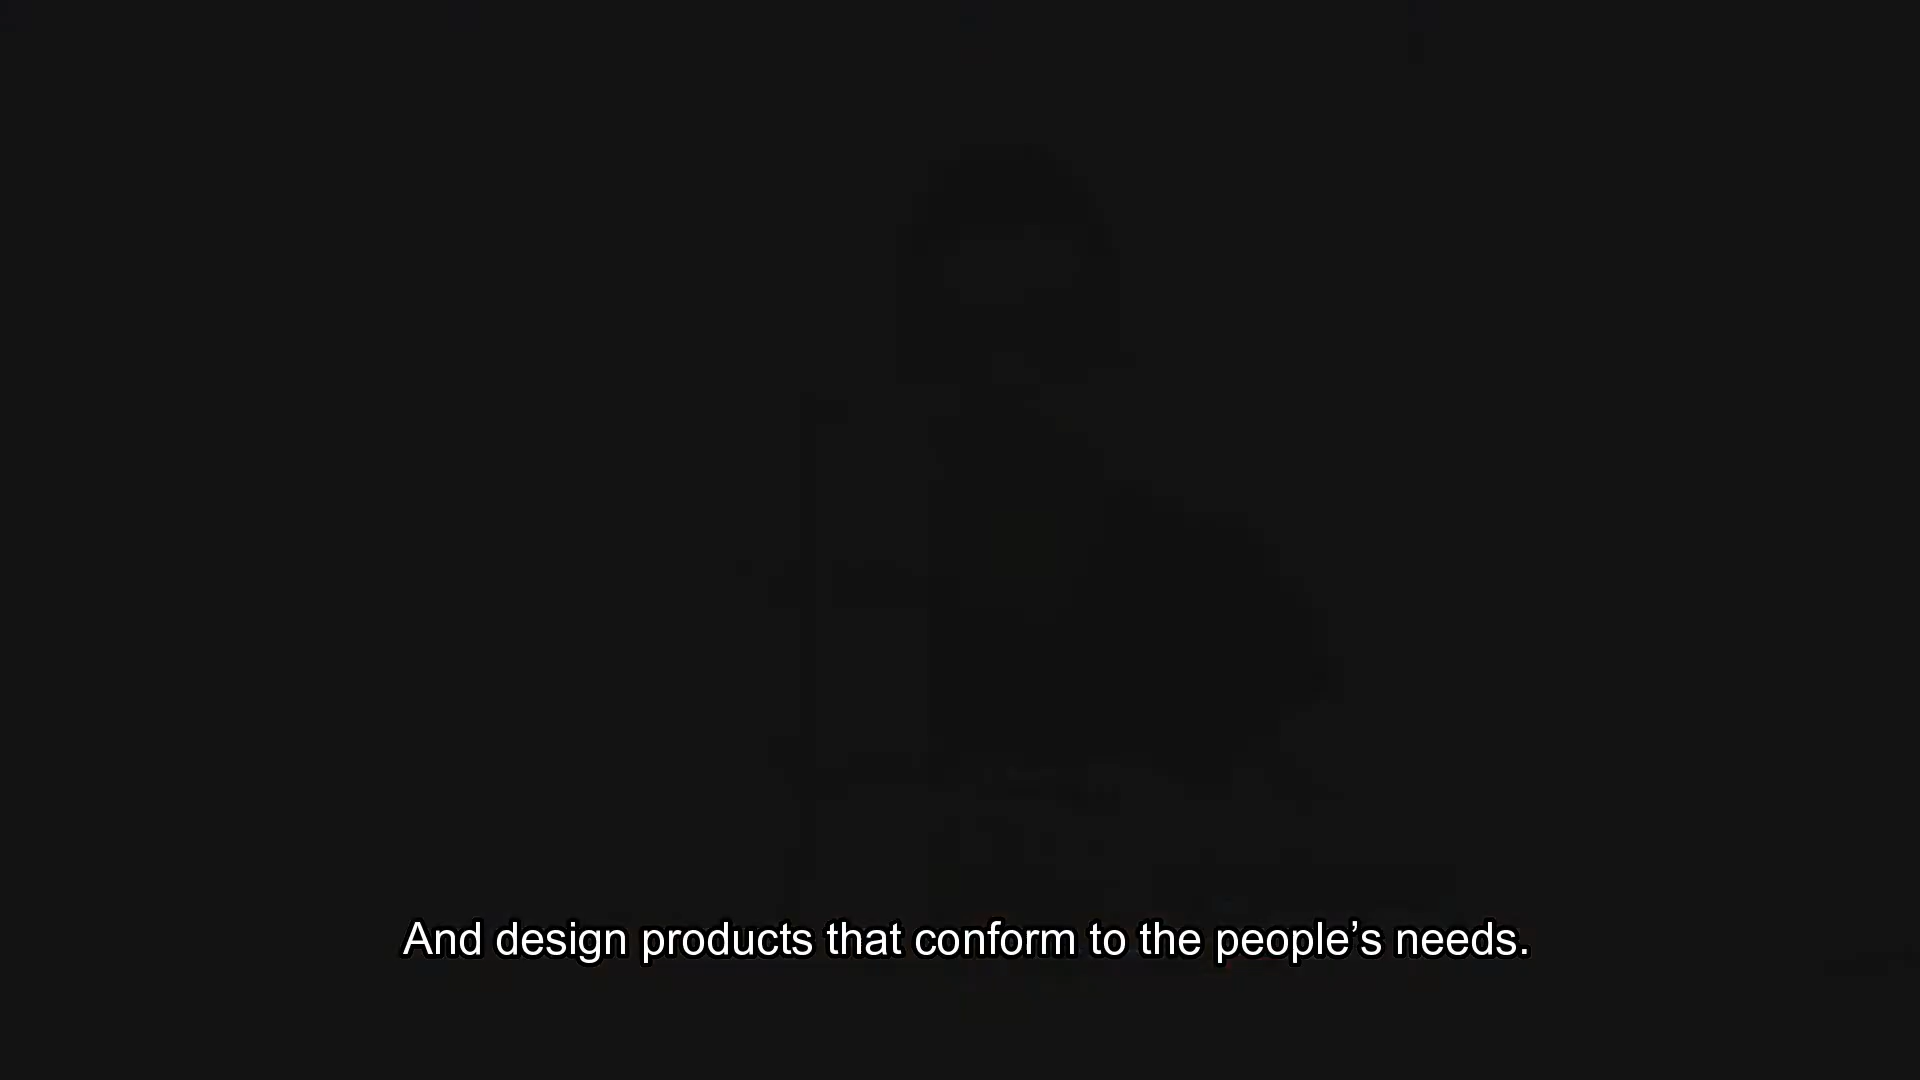 And design products that conform to the people’s needs.